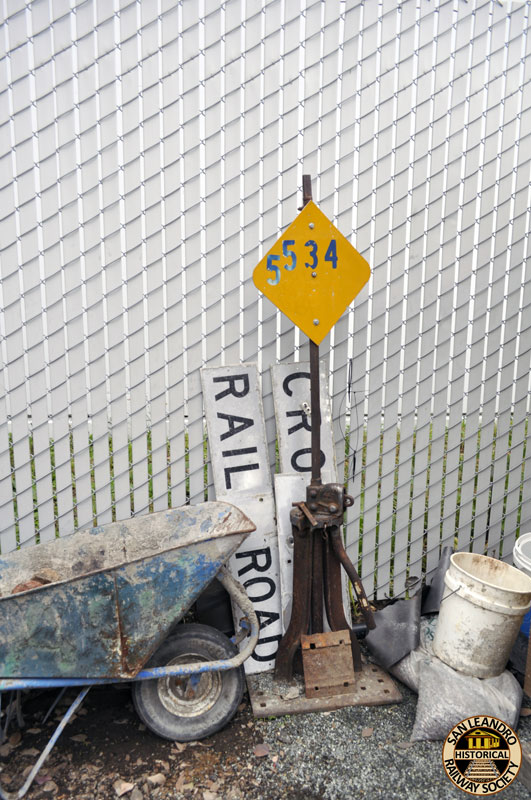 5534
RAIL
ROAD
CRO
SAN LEANDRO
HISTORICAL
RAILWAY SOCIETY